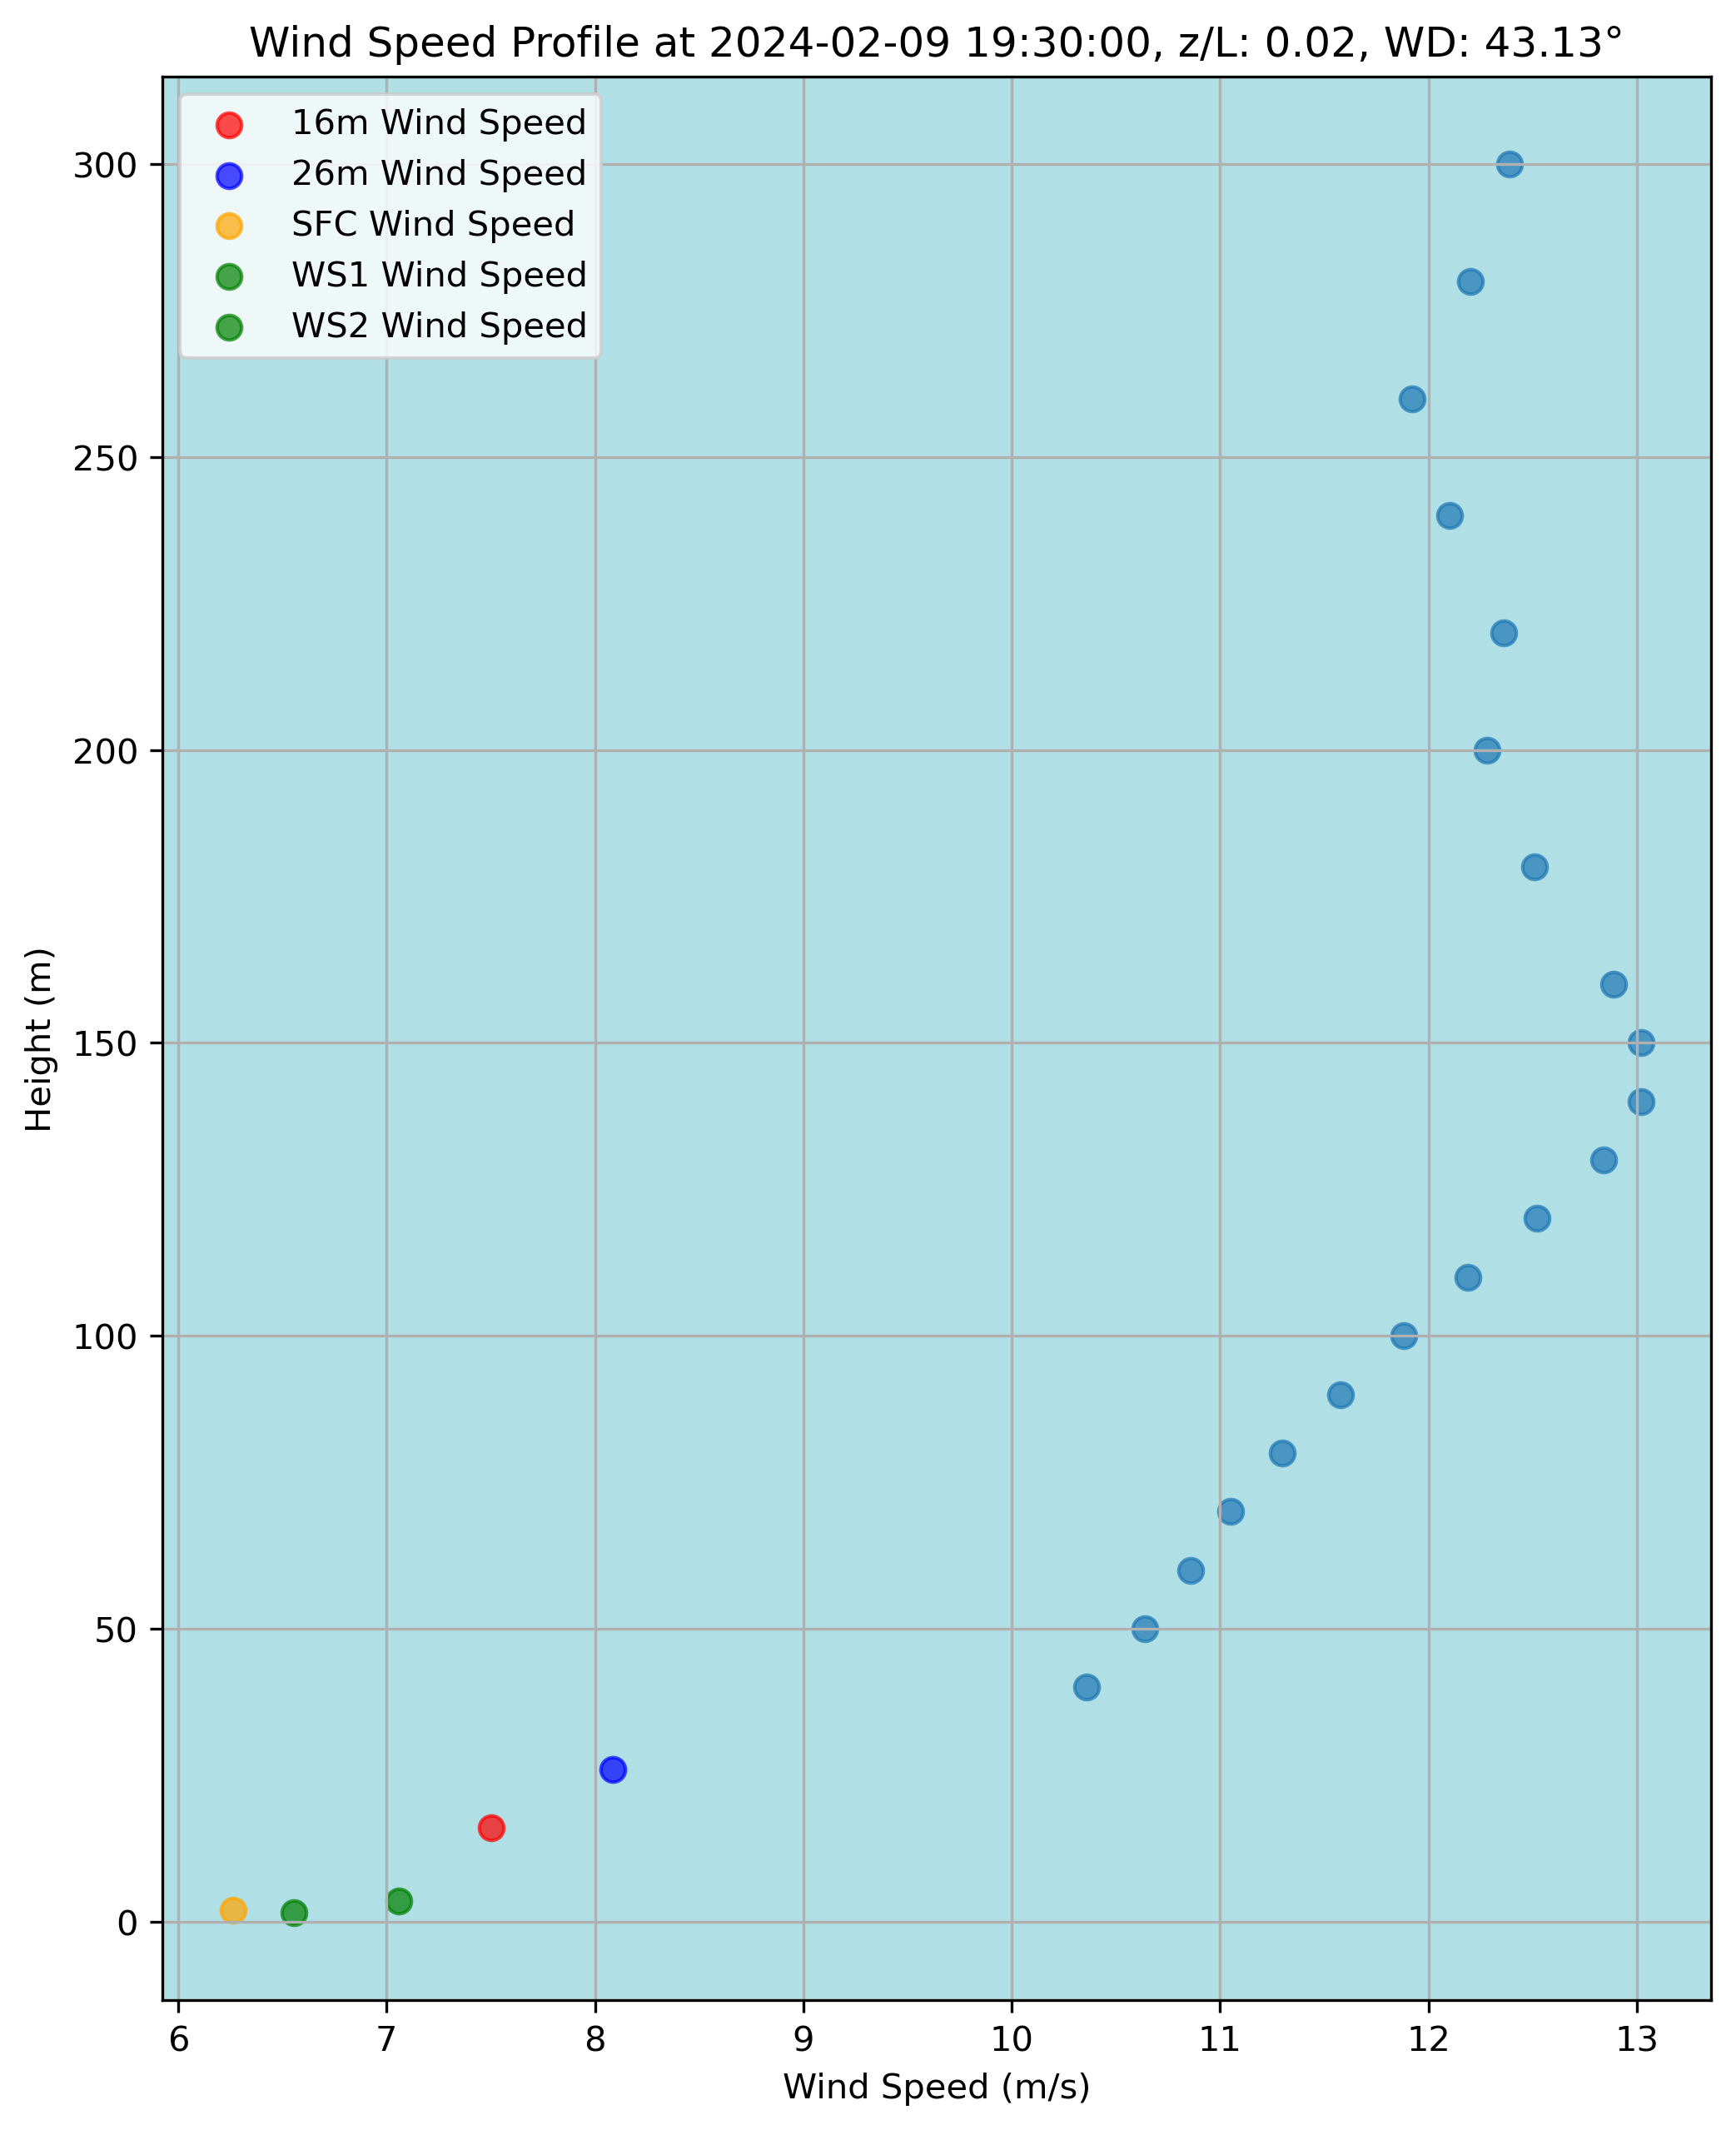 Wind Speed Profile at 2024-02-09 19:30:00, z/L: 0.02, WD: 43.13°
16m Wind Speed
26m Wind Speed
SFC Wind Speed
WS1 Wind Speed
WS2 Wind Speed
300
250
200
150
100
50
0
Height (m)
6 7 8 9 10 11 12 13
Wind Speed (m/s)